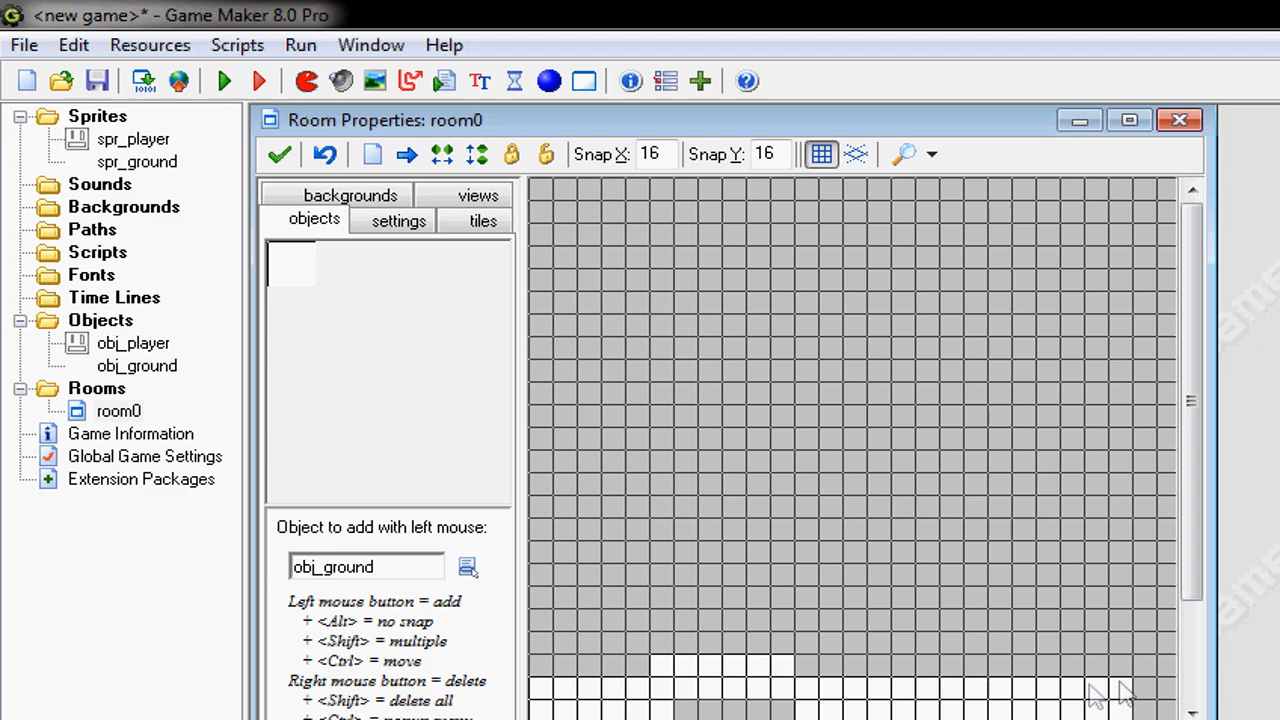 <new game>* - Game Maker 8.0 Pro
File Edit Resources Scripts Run Window Help
Sprites
spr_player
spr_ground
Sounds
Backgrounds
Paths
Scripts
Fonts
Time Lines
Objects
obj_player
obj_ground
Rooms
room0
Game Information
Global Game Settings
Extension Packages
Room Properties: room0
Snap X: 16 Snap Y: 16
backgrounds views
objects settings tiles
Object to add with left mouse:
obj_ground
Left mouse button = add
+ <Alt> = no snap
+ <Shift> = multiple
+ <Ctrl> = move
Right mouse button = delete
+ <Shift> = delete all